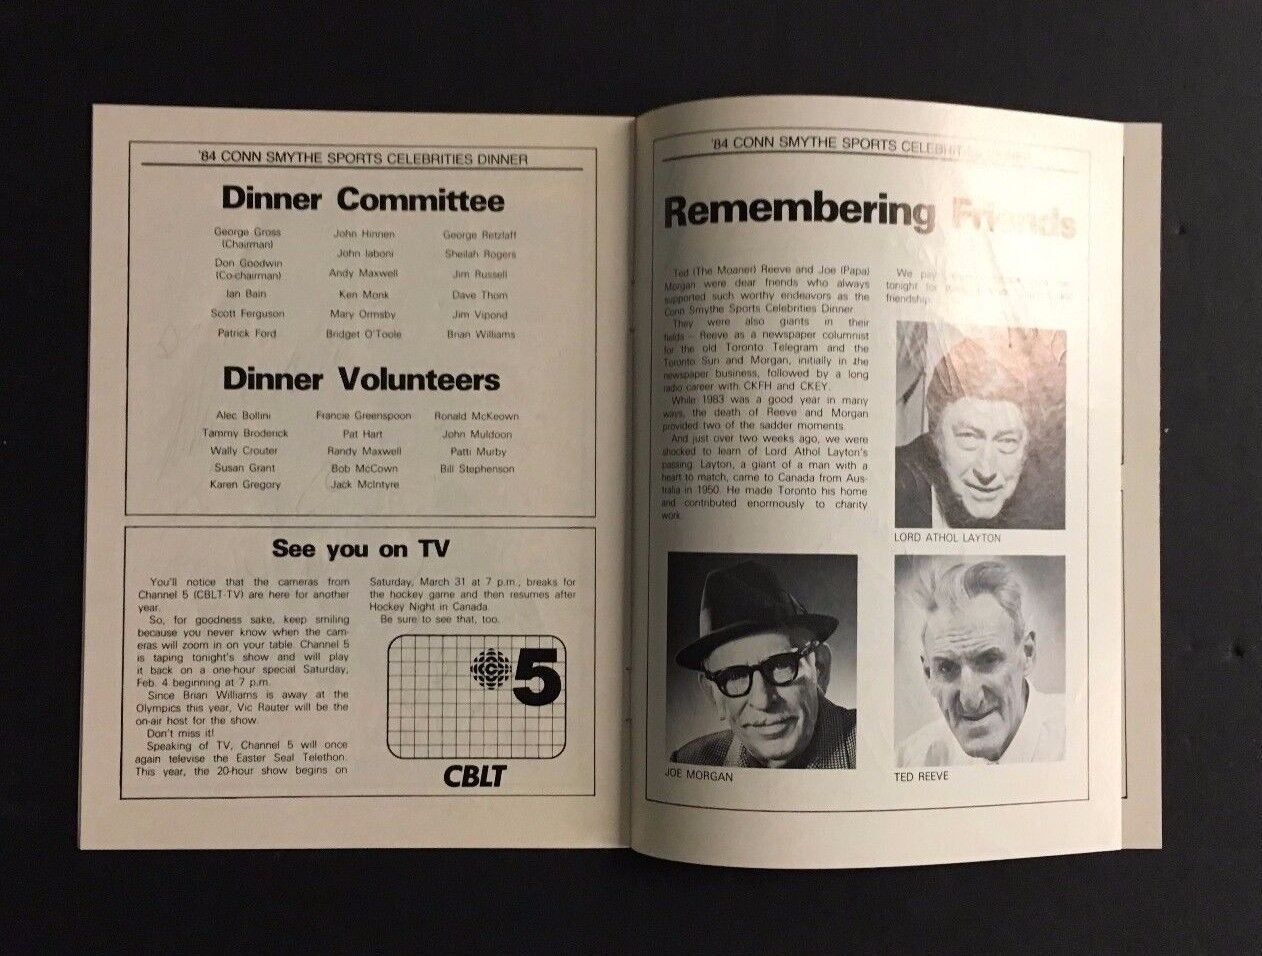 '84 CONN SMYTHE SPORTS CELEBRITIES DINNER
Dinner Committee
George Gross
(Chairman)
Don Goodwin
(Co-chairman)
Ian Bain
Scott Ferguson
Patrick Ford
John Hinnen
John Iaboni
Andy Maxwell
Ken Monk
Mary Ormsby
Bridget O'Toole
George Retzlaff
Sheilah Rogers
Jim Russell
Dave Thom
Jim Vipond
Brian Williams
Dinner Volunteers
Alec Bollini
Tammy Broderick
Wally Crouter
Susan Grant
Karen Gregory
Francie Greenspoon
Pat Hart
Randy Maxwell
Bob McCown
Jack McIntyre
Ronald McKeown
John Muldoon
Patti Murby
Bill Stephenson
See you on TV
You'll notice that the cameras from
Channel 5 (CBLT-TV) are here for another
year.
So, for goodness sake, keep smiling
because you never know when the cam-
eras will zoom in on your table. Channel 5
is taping tonight's show and will play
it back on a one-hour special Saturday,
Feb. 4 beginning at 7 p.m.
Since Brian Williams is away at the
Olympics this year, Vic Rauter will be the
on-air host for the show.
Don't miss it!
Speaking of TV, Channel 5 will once
again televise the Easter Seal Telethon.
This year, the 20-hour show begins on
Saturday, March 31 at 7 p.m., breaks for
the hockey game and then resumes after
Hockey Night in Canada.
Be sure to see that, too.
5
CBLT
'84 CONN SMYTHE SPORTS
Remembering Friends
Ted (The Moaner) Reeve and Joe (Papa)
Morgan were dear friends who always
supported such worthy endeavors as the
Conn Smythe Sports Celebrities Dinner.
They were also giants in their
fields — Reeve as a newspaper columnist
for the old Toronto Telegram and the
Toronto Sun and Morgan, initially in the
newspaper business, followed by a long
radio career with CKFH and CKEY.
While 1983 was a good year in many
ways, the death of Reeve and Morgan
provided two of the sadder moments.
And just over two weeks ago, we were
shocked to learn of Lord Athol Layton's
passing. Layton, a giant of a man with a
heart to match, came to Canada from Aus-
tralia in 1950. He made Toronto his home
and contributed enormously to charity
work.
We pay
tonight for
friendship.
LORD ATHOL LAYTON
JOE MORGAN
TED REEVE